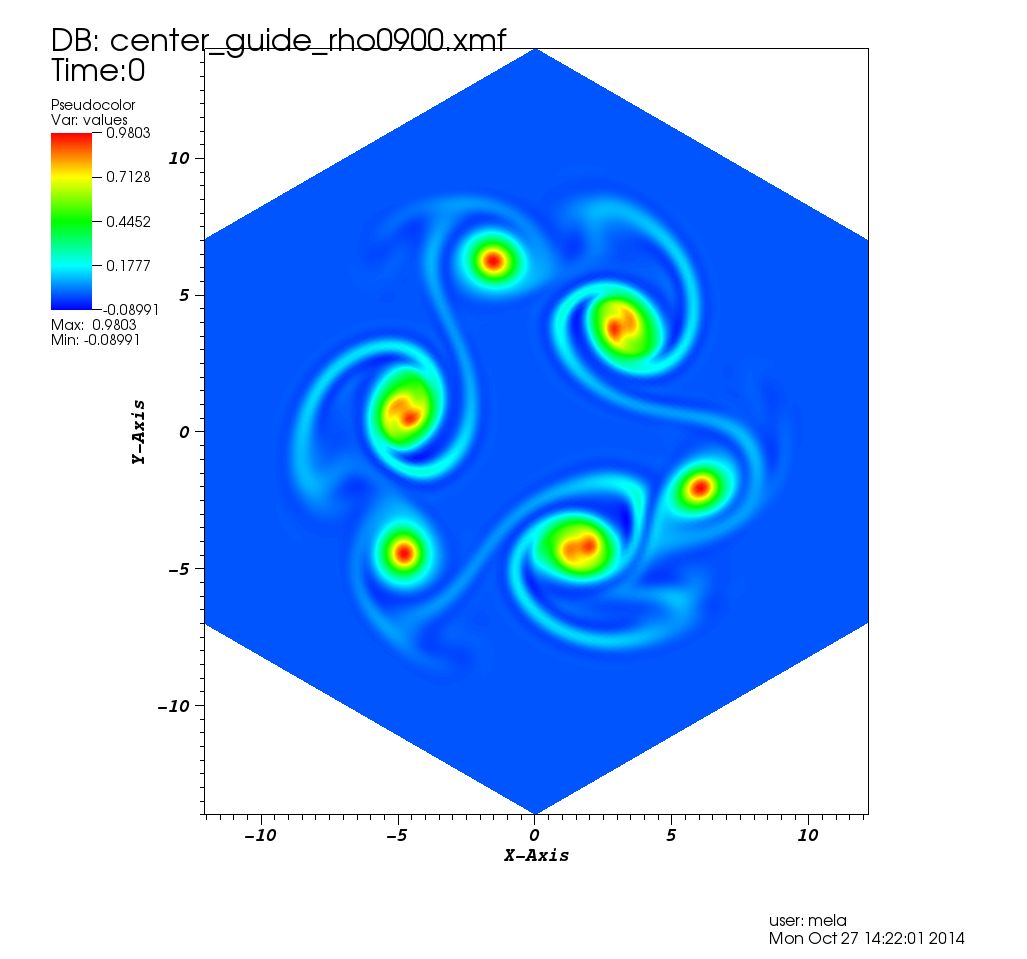 DB: center_guide_rho0900.xmf
Time:0
Pseudocolor
Var: values
0.9803
0.7128
0.4452
0.1777
-0.08991
Max: 0.9803
Min: -0.08991
10
5
0
-5
-10
Y-Axis
-10 -5 0 5 10
X-Axis
user: mela
Mon Oct 27 14:22:01 2014